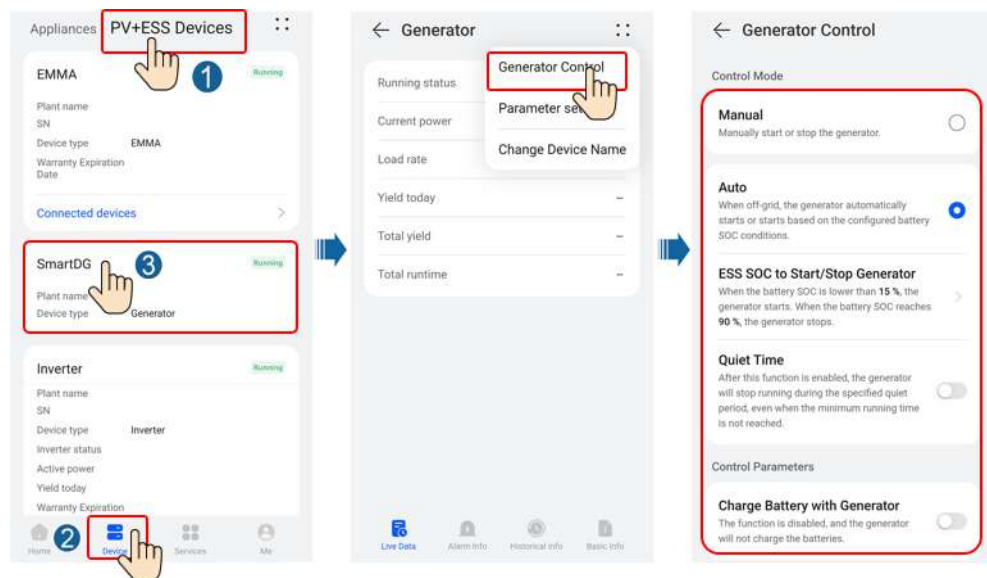 Appliances PV+ESS Devices
1
EMMA
Running
Plant name
SN
Device type EMMA
Warranty Expiration
Date
Connected devices
SmartDG
3
Running
Plant name
Device type Generator
Inverter
Running
Plant name
SN
Device type Inverter
Inverter status
Active power
Yield today
Warranty Expiration
2
Home Device Services Me
Generator
Generator Control
Running status
Parameter set
Current power
Change Device Name
Load rate
Yield today –
Total yield –
Total runtime –
Live Data Alarm Info Historical Info Basic Info
Generator Control
Control Mode
Manual
Manually start or stop the generator.
Auto
When off-grid, the generator automatically
starts or starts based on the configured battery
SOC conditions.
ESS SOC to Start/Stop Generator
When the battery SOC is lower than 15 %, the
generator starts. When the battery SOC reaches
90 %, the generator stops.
Quiet Time
After this function is enabled, the generator
will stop running during the specified quiet
period, even when the minimum running time
is not reached.
Control Parameters
Charge Battery with Generator
The function is disabled, and the generator
will not charge the batteries.